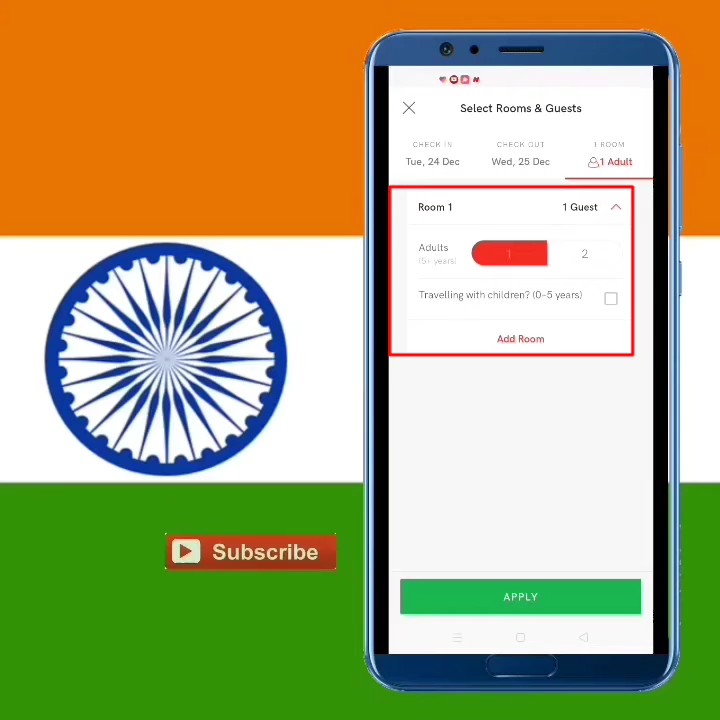 Select Rooms & Guests
CHECK IN
CHECK OUT
1 ROOM
Tue, 24 Dec
Wed, 25 Dec
1 Adult
Room 1
1 Guest
Adults
1
2
(5+ years)
Travelling with children? (0-5 years)
Add Room
Subscribe
APPLY